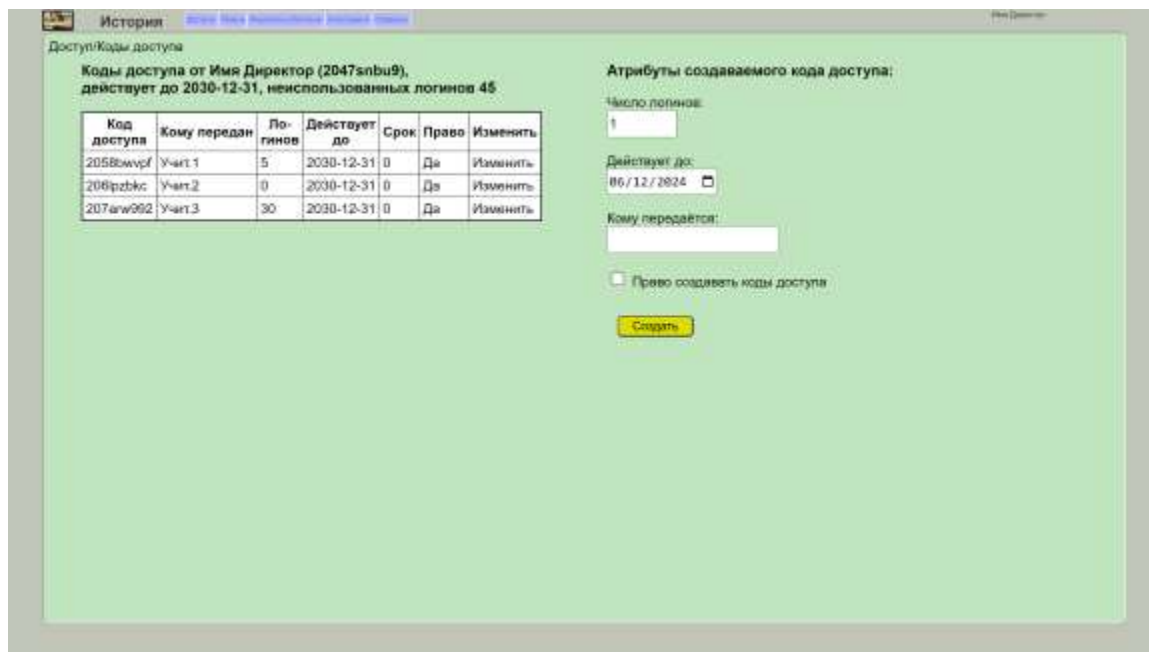 История
Доступ/Коды доступа
Коды доступа от Имя Директор (2047snbu9),
действует до 2030-12-31, неиспользованных логинов 45
Код доступа Кому передан Ло-гинов Действует до Срок Право Изменить
2058bwvpf Учит.1 5 2030-12-31 0 Да Изменить
206lpzbkc Учит.2 0 2030-12-31 0 Да Изменить
207arw992 Учит.3 30 2030-12-31 0 Да Изменить
Атрибуты создаваемого кода доступа:
Число логинов:
1
Действует до:
06/12/2024
Кому передаётся:
Право создавать коды доступа
Создать